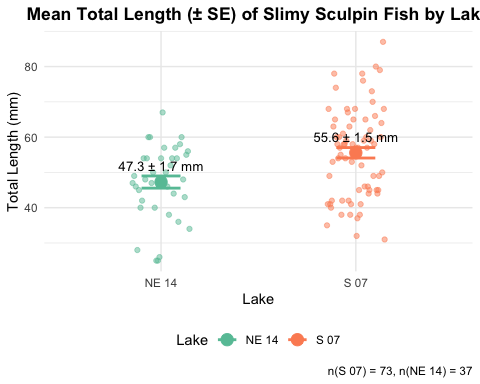 Mean Total Length (± SE) of Slimy Sculpin Fish by Lak
Total Length (mm)
80
60
40
55.6 ± 1.5 mm
47.3 ± 1.7 mm
NE 14
S 07
Lake
Lake NE 14 S 07
n(S 07) = 73, n(NE 14) = 37